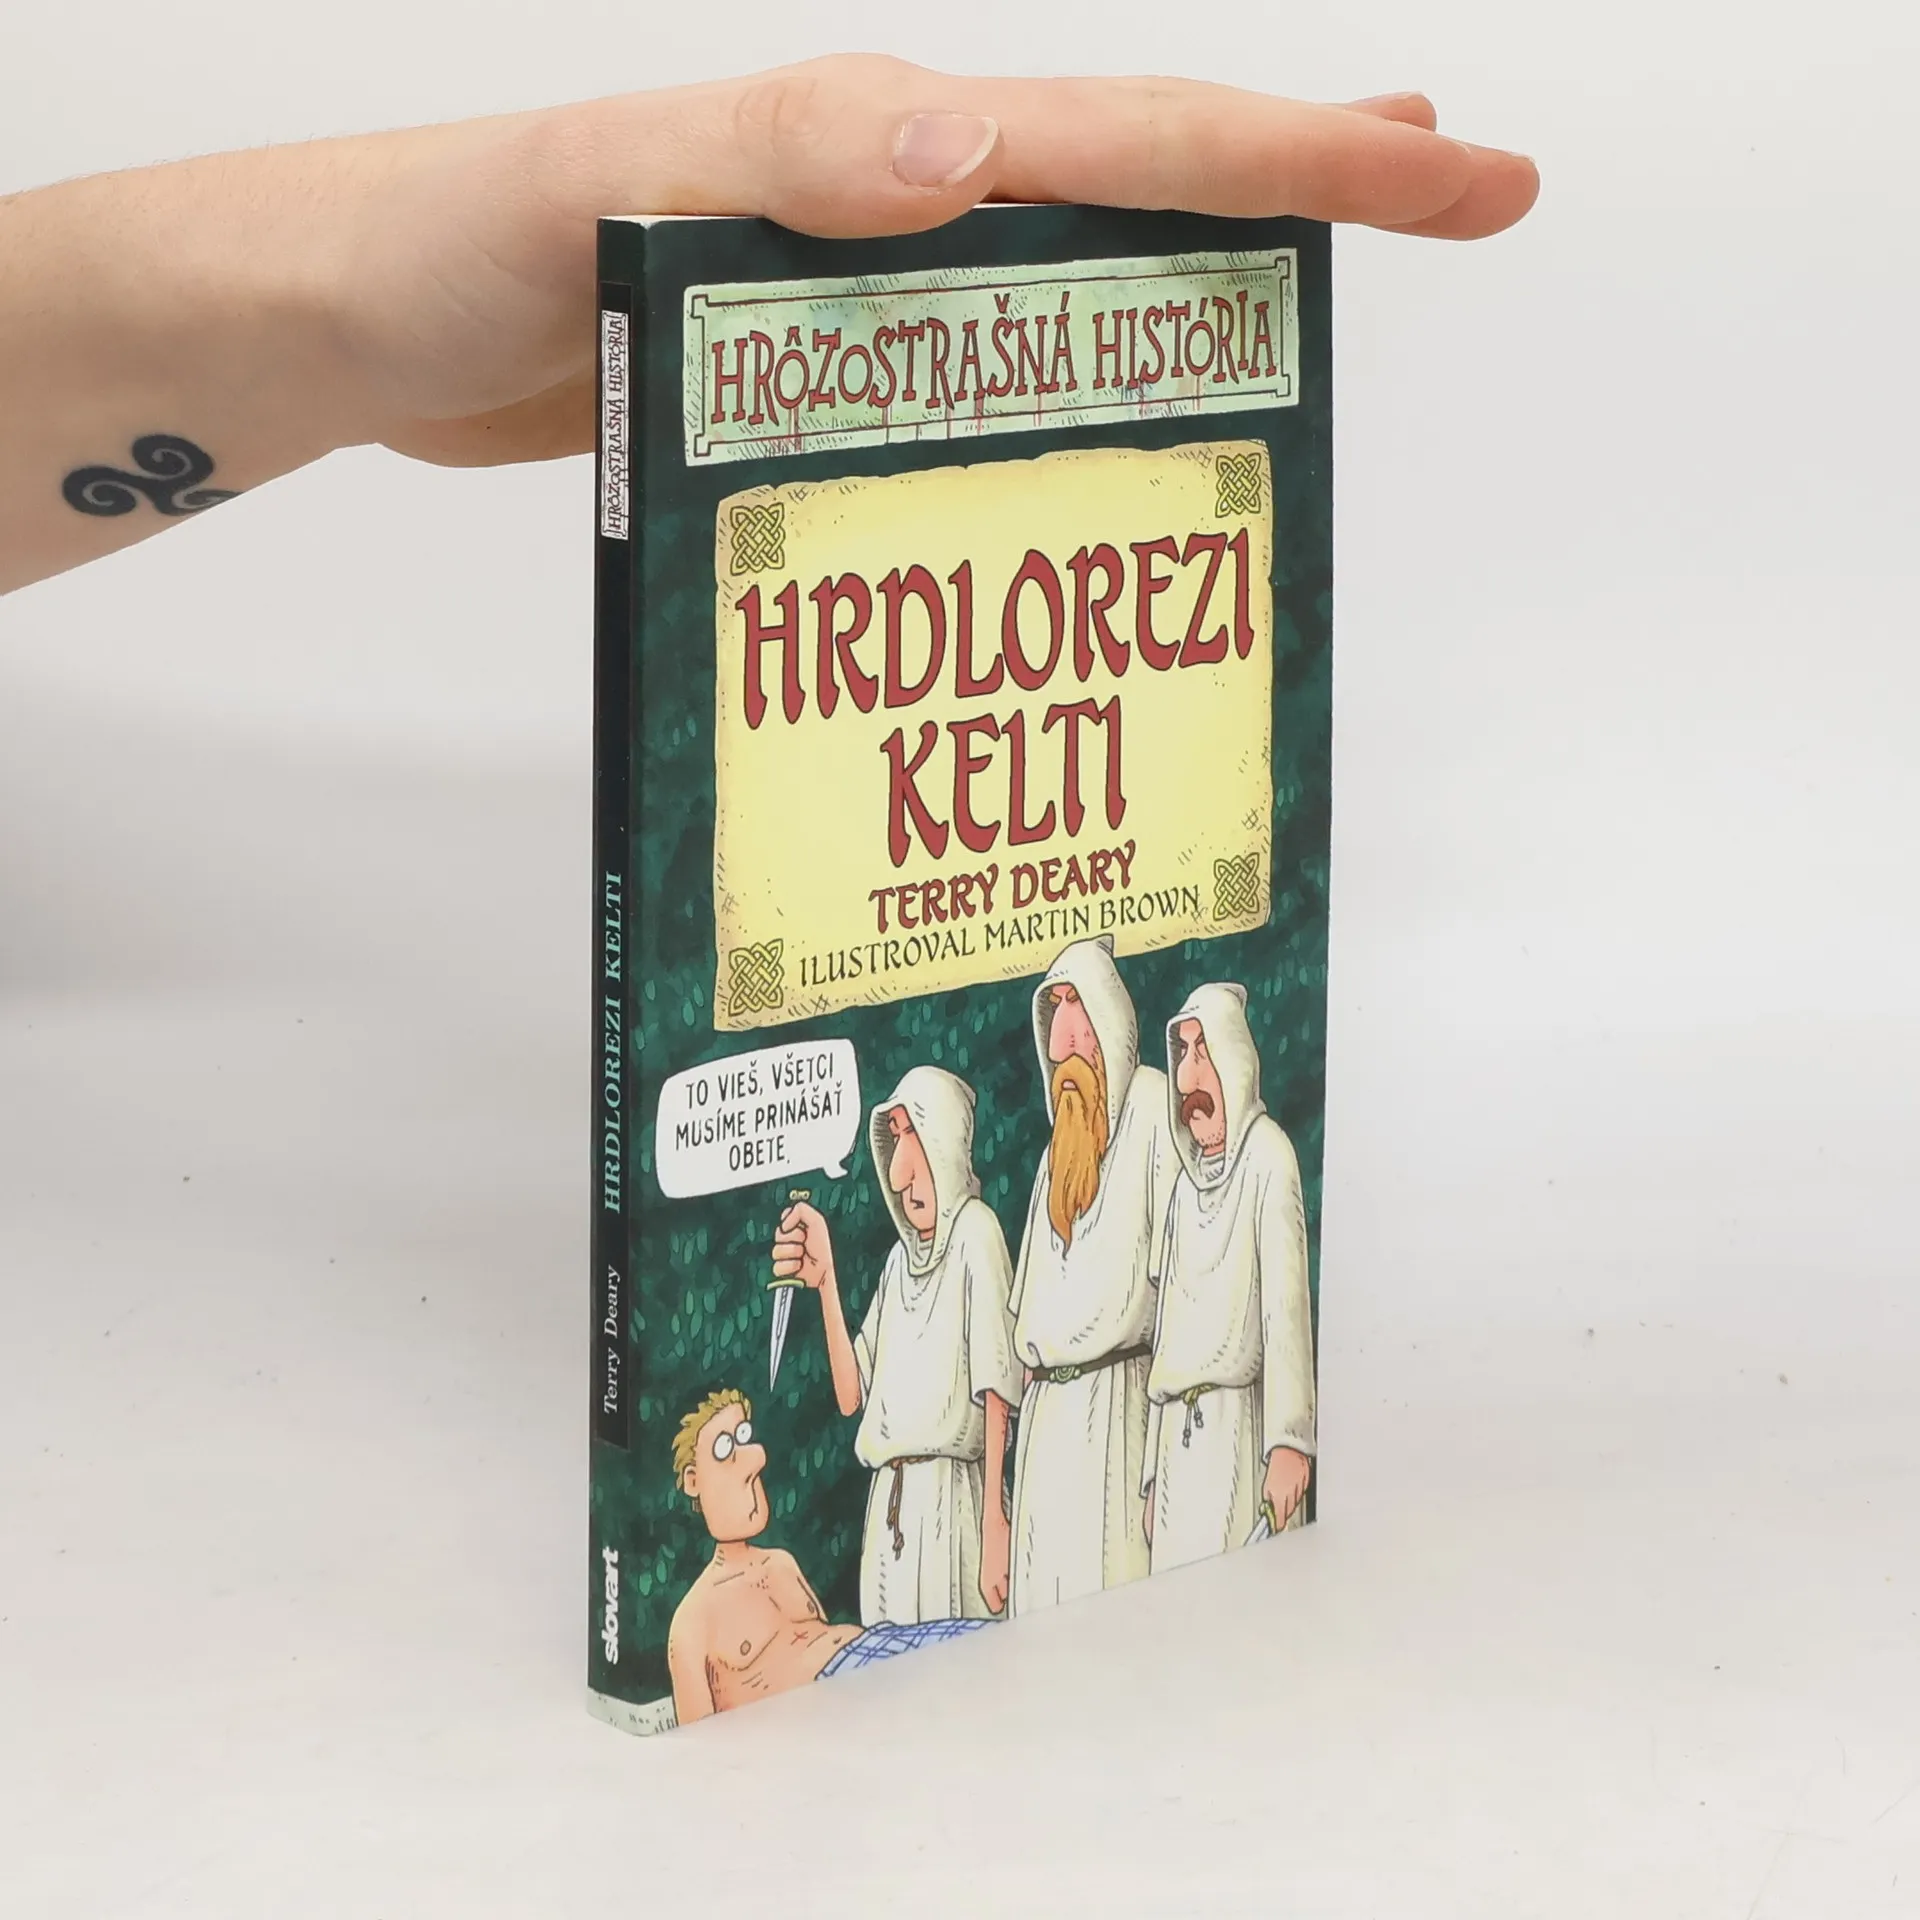 HRÔZOSTRAŠNÁ HISTÓRIA
HRDLOREZI
KELTI
TERRY DEARY
ILUSTROVAL MARTIN BROWN
TO VIEŠ, VŠETCI
MUSÍME PRINÁŠAŤ
OBETE.
HRÔZOSTRAŠNÁ HISTÓRIA
HRDLOREZI KELTI
Terry Deary
slovart